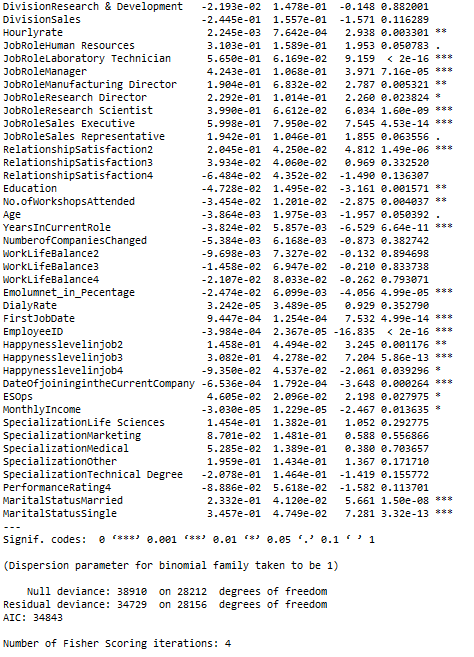 DivisionResearch & Development -2.193e-02 1.478e-01 -0.148 0.882001
DivisionSales -2.445e-01 1.557e-01 -1.571 0.116289
Hourlyrate 2.245e-03 7.642e-04 2.938 0.003301 **
JobRoleHuman Resources 3.103e-01 1.589e-01 1.953 0.050783 .
JobRoleLaboratory Technician 5.650e-01 6.169e-02 9.159 < 2e-16 ***
JobRoleManager 4.243e-01 1.068e-01 3.971 7.16e-05 ***
JobRoleManufacturing Director 1.904e-01 6.832e-02 2.787 0.005321 **
JobRoleResearch Director 2.292e-01 1.014e-01 2.260 0.023824 *
JobRoleResearch Scientist 3.990e-01 6.612e-02 6.034 1.60e-09 ***
JobRoleSales Executive 5.998e-01 7.950e-02 7.545 4.53e-14 ***
JobRoleSales Representative 1.942e-01 1.046e-01 1.855 0.063556 .
RelationshipSatisfaction2 2.045e-01 4.250e-02 4.812 1.49e-06 ***
RelationshipSatisfaction3 3.934e-02 4.060e-02 0.969 0.332520
RelationshipSatisfaction4 -6.484e-02 4.352e-02 -1.490 0.136307
Education -4.728e-02 1.495e-02 -3.161 0.001571 **
No.ofWorkshopsAttended -3.454e-02 1.201e-02 -2.875 0.004037 **
Age -3.864e-03 1.975e-03 -1.957 0.050392 .
YearsInCurrentRole -3.824e-02 5.857e-03 -6.529 6.64e-11 ***
NumberofCompaniesChanged -5.384e-03 6.168e-03 -0.873 0.382742
WorkLifeBalance2 -9.698e-03 7.327e-02 -0.132 0.894698
WorkLifeBalance3 -1.458e-02 6.947e-02 -0.210 0.833738
WorkLifeBalance4 -2.107e-02 8.033e-02 -0.262 0.793071
Emolumnet_in_Pecentage -2.474e-02 6.099e-03 -4.056 4.99e-05 ***
DialyRate 3.242e-05 3.489e-05 0.929 0.352790
FirstJobDate 9.447e-04 1.254e-04 7.532 4.99e-14 ***
EmployeeID -3.984e-04 2.367e-05 -16.835 < 2e-16 ***
Happynesslevelinjob2 1.458e-01 4.494e-02 3.245 0.001176 **
Happynesslevelinjob3 3.082e-01 4.278e-02 7.204 5.86e-13 ***
Happynesslevelinjob4 -9.350e-02 4.537e-02 -2.061 0.039296 *
DateOfjoiningintheCurrentCompany -6.536e-04 1.792e-04 -3.648 0.000264 ***
ESOps 4.605e-02 2.096e-02 2.198 0.027975 *
MonthlyIncome -3.030e-05 1.229e-05 -2.467 0.013635 *
SpecializationLife Sciences 1.454e-01 1.382e-01 1.052 0.292775
SpecializationMarketing 8.701e-02 1.481e-01 0.588 0.556866
SpecializationMedical 5.285e-02 1.389e-01 0.380 0.703657
SpecializationOther 1.959e-01 1.434e-01 1.367 0.171710
SpecializationTechnical Degree -2.078e-01 1.464e-01 -1.419 0.155772
PerformanceRating4 -8.886e-02 5.618e-02 -1.582 0.113701
MaritalStatusMarried 2.332e-01 4.120e-02 5.661 1.50e-08 ***
MaritalStatusSingle 3.457e-01 4.749e-02 7.281 3.32e-13 ***
---
Signif. codes: 0 ‘***’ 0.001 ‘**’ 0.01 ‘*’ 0.05 ‘.’ 0.1 ‘ ’ 1
(Dispersion parameter for binomial family taken to be 1)
Null deviance: 38910 on 28212 degrees of freedom
Residual deviance: 34729 on 28156 degrees of freedom
AIC: 34843
Number of Fisher Scoring iterations: 4